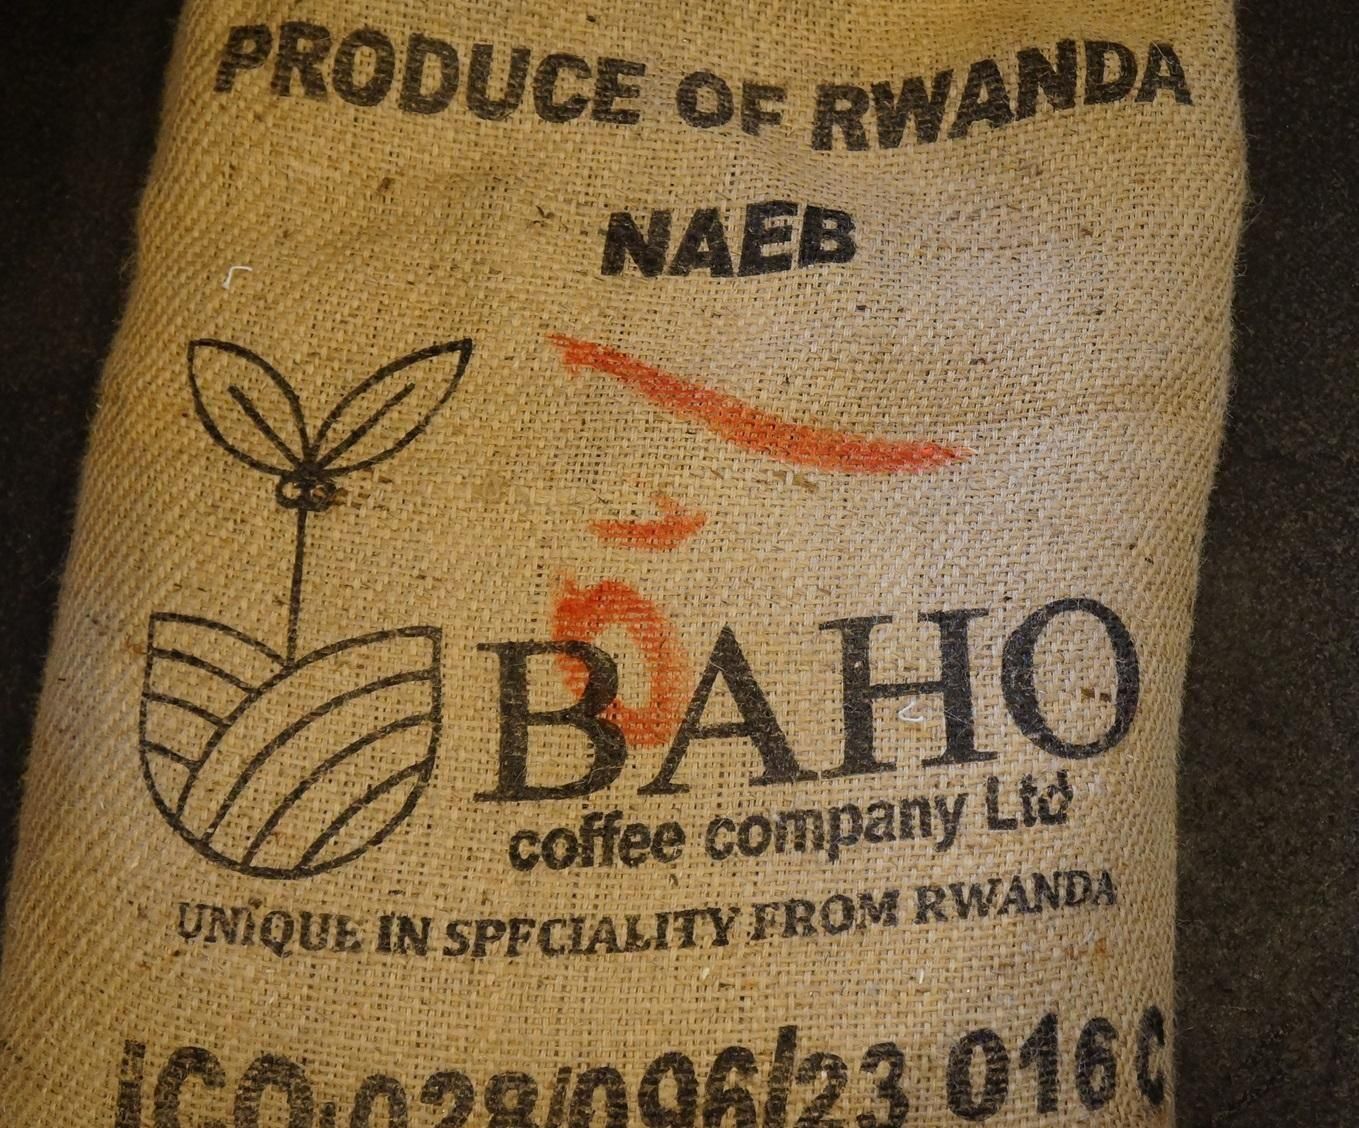 PRODUCE OF RWANDA
NAEB
BAHO
coffee company Ltd
UNIQUE IN SPECIALITY FROM RWANDA
ICO:028/096/23 016 C